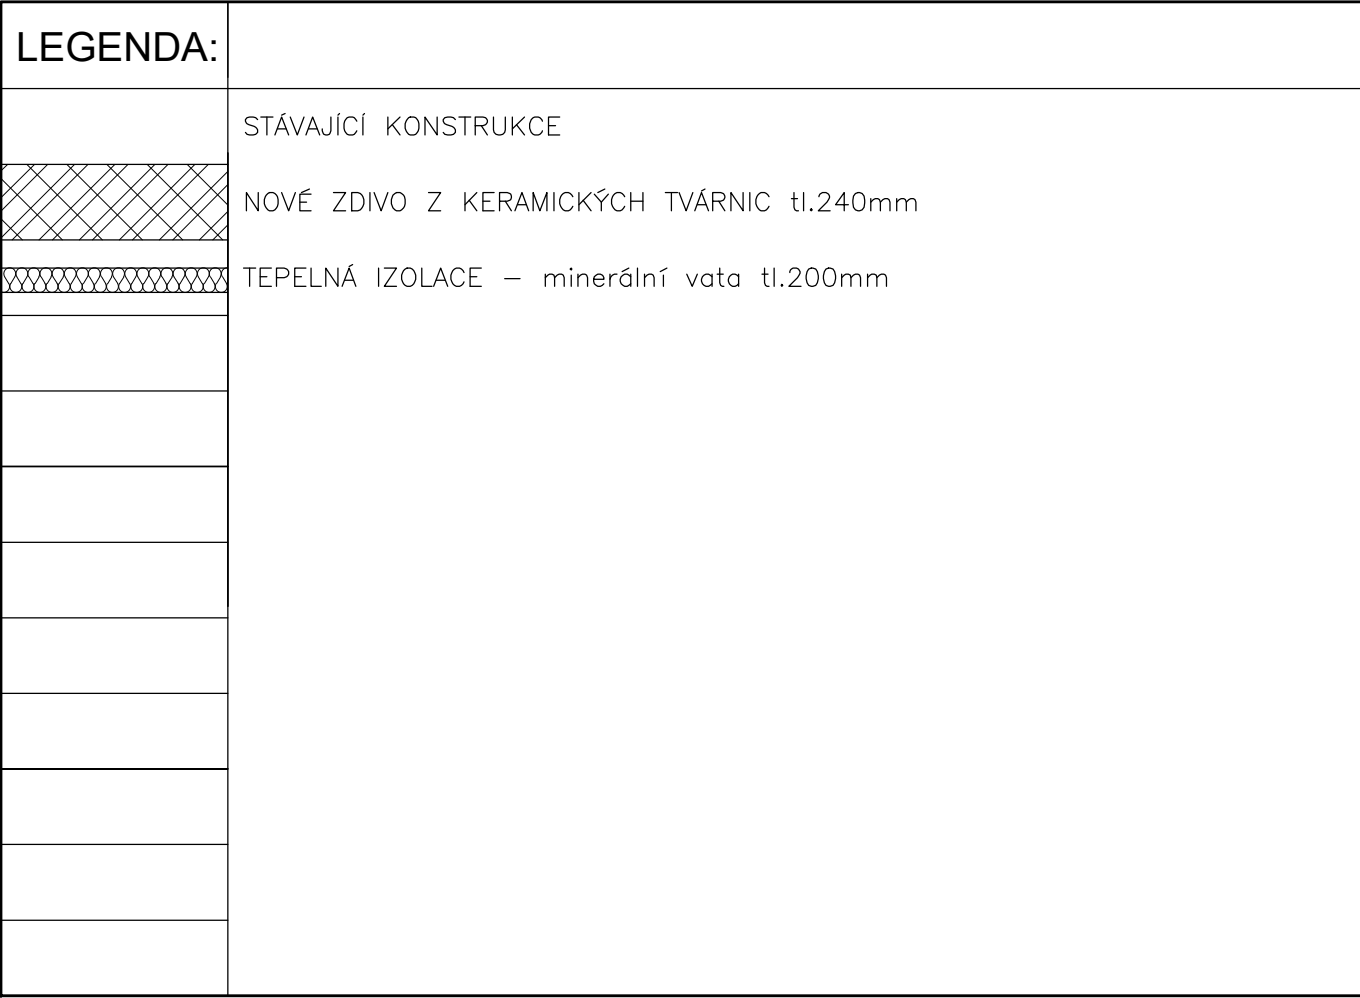 LEGENDA:
STÁVAJÍCÍ KONSTRUKCE
NOVÉ ZDIVO Z KERAMICKÝCH TVÁRNIC tl.240mm
TEPELNÁ IZOLACE – minerální vata tl.200mm